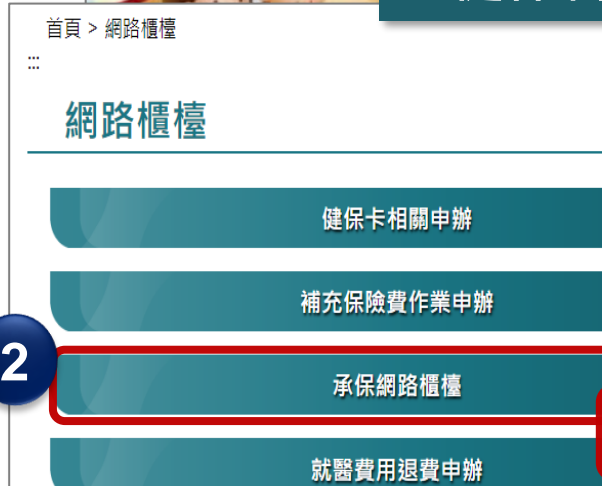 首頁 > 網路櫃檯
:::
網路櫃檯
健保卡相關申辦
補充保險費作業申辦
2
承保網路櫃檯
就醫費用退費申辦